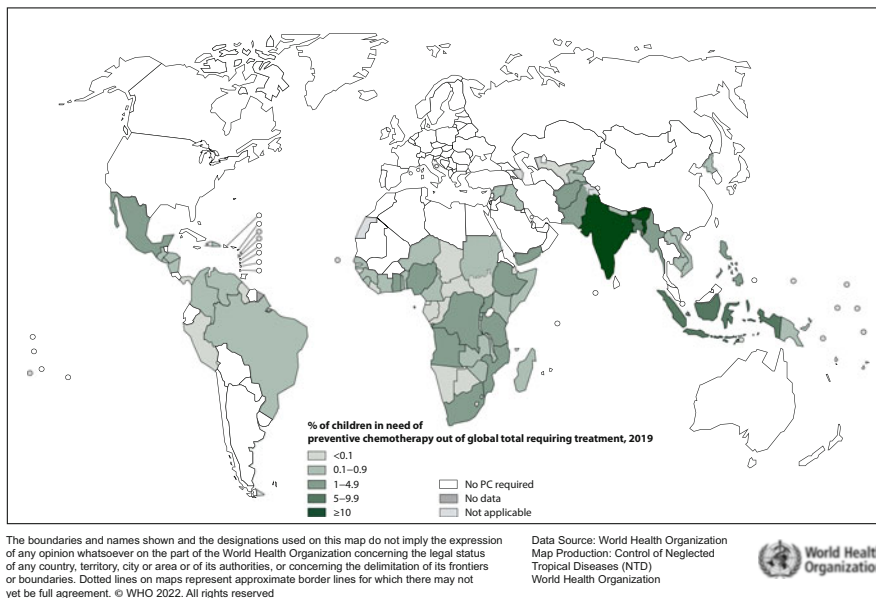 % of children in need of
preventive chemotherapy out of global total requiring treatment, 2019
<0.1
0.1–0.9
1–4.9
5–9.9
≥10
No PC required
No data
Not applicable
The boundaries and names shown and the designations used on this map do not imply the expression
of any opinion whatsoever on the part of the World Health Organization concerning the legal status
of any country, territory, city or area or of its authorities, or concerning the delimitation of its frontiers
or boundaries. Dotted lines on maps represent approximate border lines for which there may not
yet be full agreement. © WHO 2022. All rights reserved
Data Source: World Health Organization
Map Production: Control of Neglected
Tropical Diseases (NTD)
World Health Organization
World Health
Organization